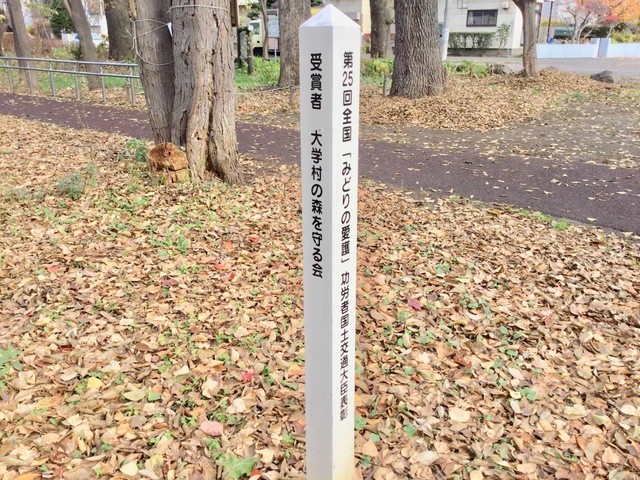 第25回全国「みどりの愛護」功労者国土交通大臣表彰
受賞者 大学村の森を守る会